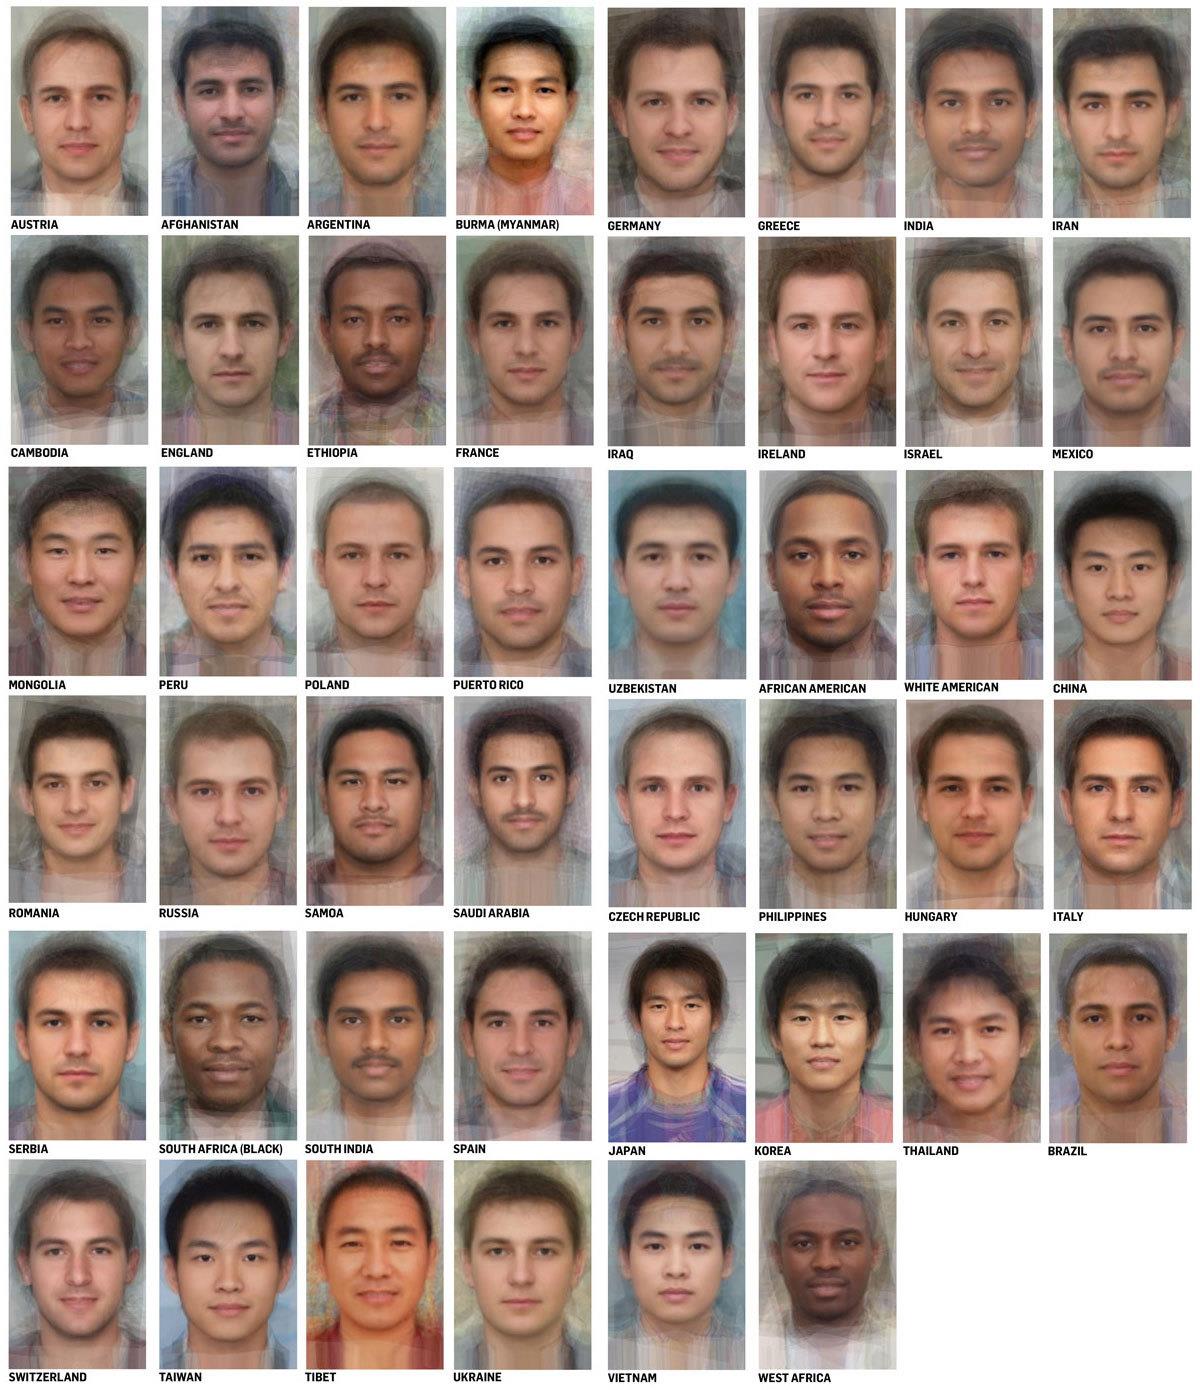 AUSTRIA
AFGHANISTAN
ARGENTINA
BURMA (MYANMAR)
GERMANY
GREECE
INDIA
IRAN
CAMBODIA
ENGLAND
ETHIOPIA
FRANCE
IRAQ
IRELAND
ISRAEL
MEXICO
MONGOLIA
PERU
POLAND
PUERTO RICO
UZBEKISTAN
AFRICAN AMERICAN
WHITE AMERICAN
CHINA
ROMANIA
RUSSIA
SAMOA
SAUDI ARABIA
CZECH REPUBLIC
PHILIPPINES
HUNGARY
ITALY
SERBIA
SOUTH AFRICA (BLACK)
SOUTH INDIA
SPAIN
JAPAN
KOREA
THAILAND
BRAZIL
SWITZERLAND
TAIWAN
TIBET
UKRAINE
VIETNAM
WEST AFRICA